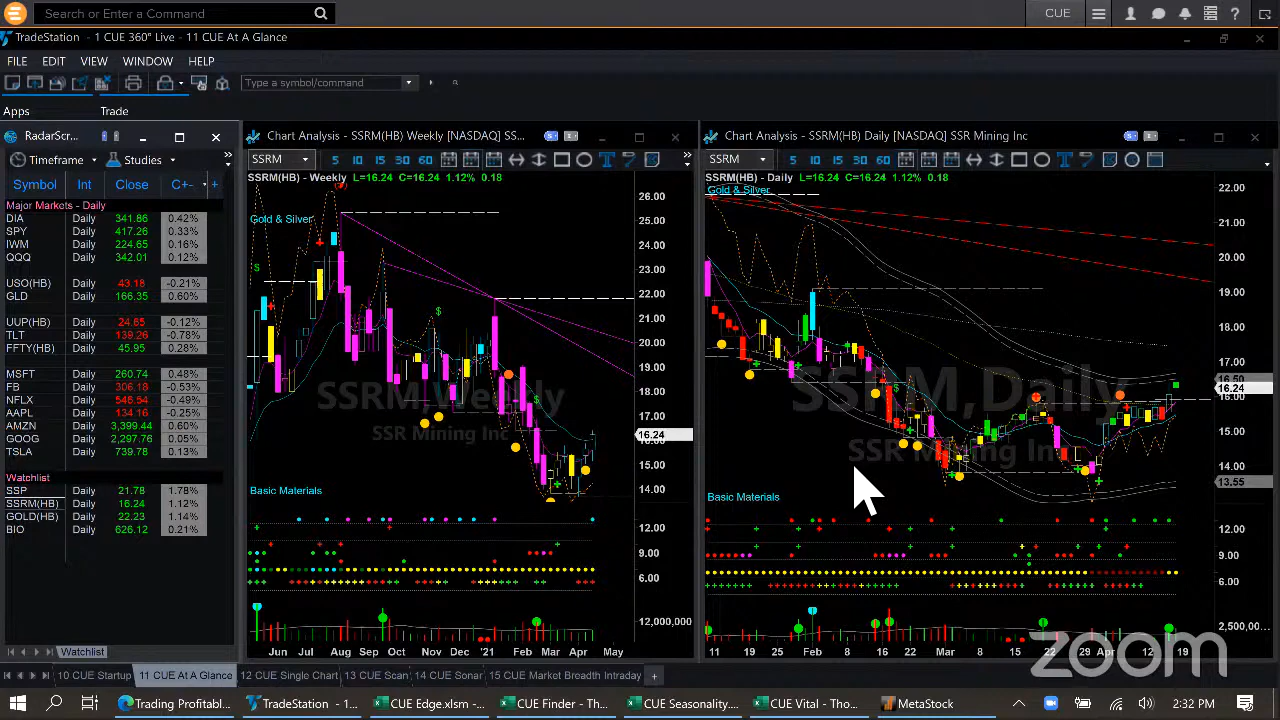 Search or Enter a Command
CUE
TradeStation - 1 CUE 360° Live - 11 CUE At A Glance
FILE EDIT VIEW WINDOW HELP
Type a symbol/command
Apps Trade
RadarScr...
Timeframe Studies
Symbol Int Close C+-
Major Markets - Daily
DIA Daily 341.86 0.42%
SPY Daily 417.26 0.33%
IWM Daily 224.65 0.16%
QQQ Daily 342.01 0.12%
USO(HB) Daily 43.18 -0.21%
GLD Daily 166.35 0.60%
UUP(HB) Daily 24.65 -0.12%
TLT Daily 139.26 -0.78%
FFTY(HB) Daily 45.95 0.28%
MSFT Daily 260.74 0.48%
FB Daily 306.18 -0.53%
NFLX Daily 546.54 -0.49%
AAPL Daily 134.16 -0.25%
AMZN Daily 3,399.44 0.60%
GOOG Daily 2,297.76 0.05%
TSLA Daily 739.78 0.13%
Watchlist
SSP Daily 21.78 1.78%
SSRM(HB) Daily 16.24 1.12%
GOLD(HB) Daily 22.23 1.14%
BIO Daily 626.12 0.21%
Watchlist
Chart Analysis - SSRM(HB) Weekly [NASDAQ] SS...
SSRM 5 10 15 30 60
SSRM(HB) - Weekly L=16.24 C=16.24 1.12% 0.18
Gold & Silver
SSRM,Weekly
SSR Mining Inc
Basic Materials
26.00
25.00
24.00
23.00
22.00
21.00
20.00
19.00
18.00
17.00
16.24
15.00
14.00
12.00
9.00
6.00
12,000,000
Jun Jul Aug Sep Oct Nov Dec '21 Feb Mar Apr May
Chart Analysis - SSRM(HB) Daily [NASDAQ] SSR Mining Inc
SSRM 5 10 15 30 60
SSRM(HB) - Daily L=16.24 C=16.24 1.12% 0.18
Gold & Silver
SSRM,Daily
SSR Mining Inc
Basic Materials
22.00
21.00
20.00
19.00
18.00
17.00
16.50
16.24
16.00
15.00
14.00
13.55
12.00
9.00
6.00
2,500,000
11 19 25 Feb 8 16 22 Mar 8 15 22 29 Apr 12 19
zoom
10 CUE Startup 11 CUE At A Glance 12 CUE Single Chart 13 CUE Scan 14 CUE Sonar 15 CUE Market Breadth Intraday
Trading Profitabl... TradeStation - 1... CUE Edge.xlsm -... CUE Finder - Th... CUE Seasonality.... CUE Vital - Tho... MetaStock 2:32 PM